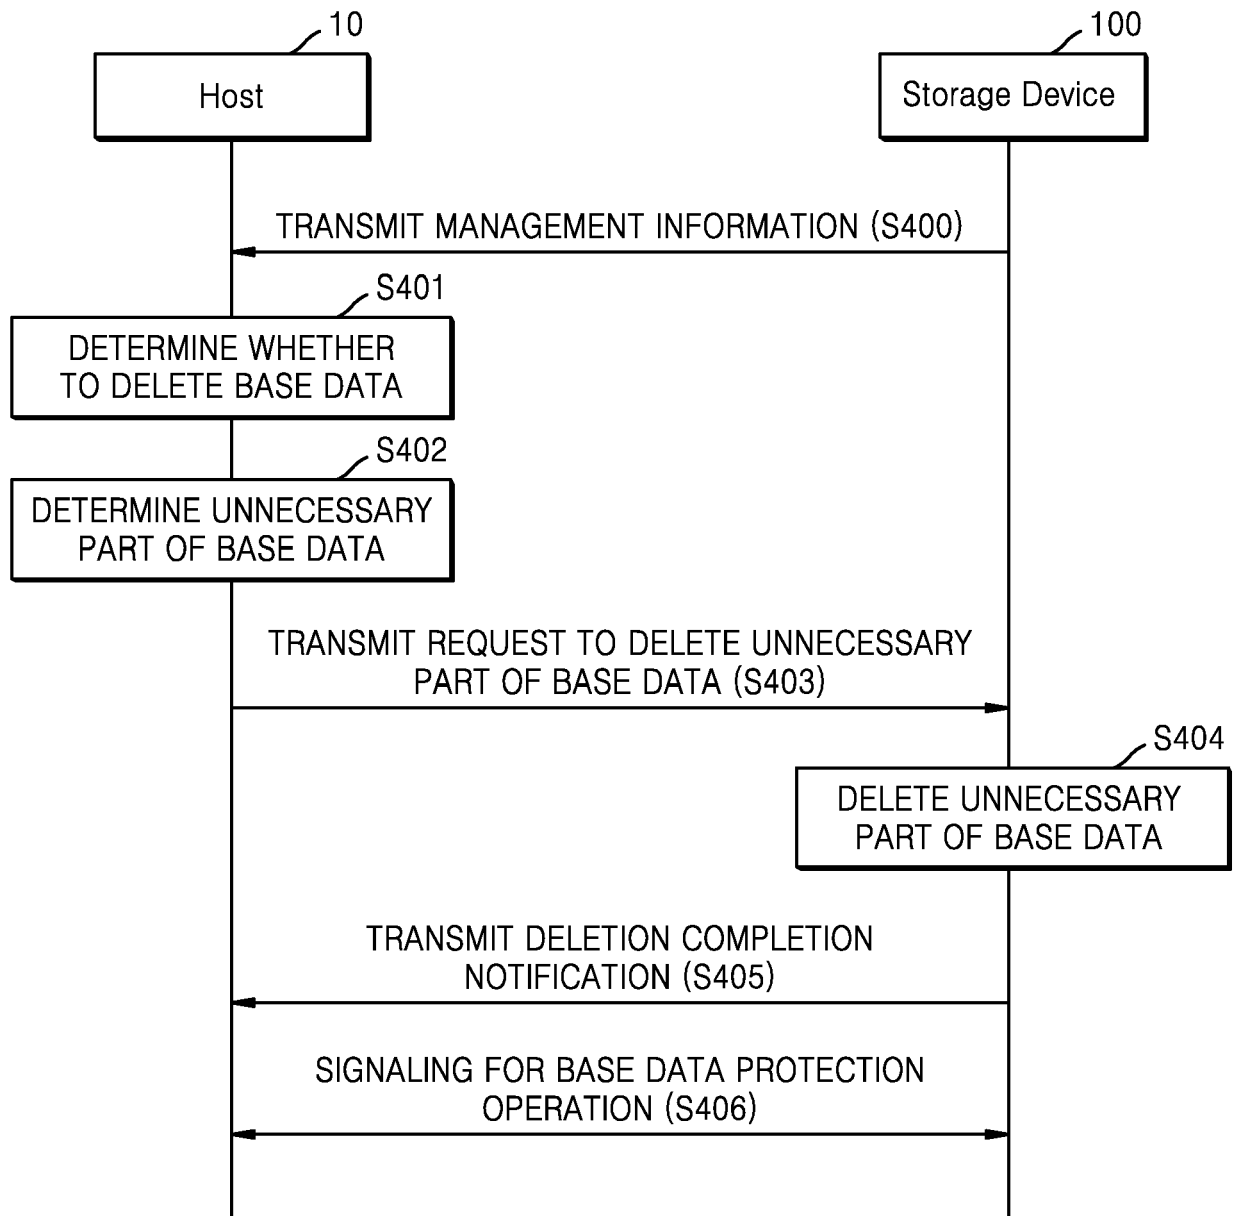 10
100
Host
Storage Device
TRANSMIT MANAGEMENT INFORMATION (S400)
S401
DETERMINE WHETHER
TO DELETE BASE DATA
S402
DETERMINE UNNECESSARY
PART OF BASE DATA
TRANSMIT REQUEST TO DELETE UNNECESSARY
PART OF BASE DATA (S403)
S404
DELETE UNNECESSARY
PART OF BASE DATA
TRANSMIT DELETION COMPLETION
NOTIFICATION (S405)
SIGNALING FOR BASE DATA PROTECTION
OPERATION (S406)